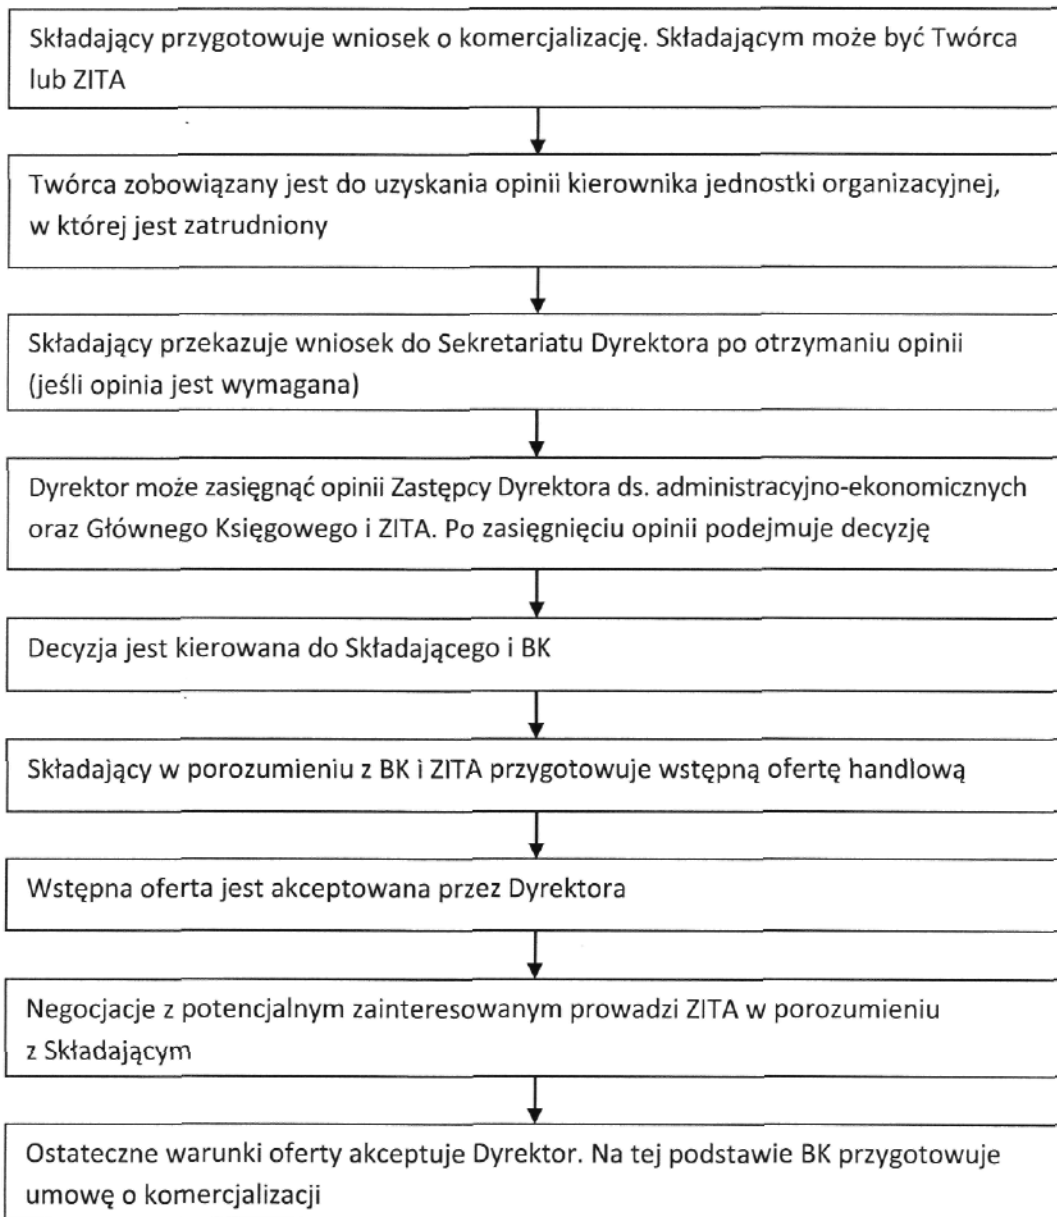 Składający przygotowuje wniosek o komercjalizację. Składającym może być Twórca
lub ZITA
Twórca zobowiązany jest do uzyskania opinii kierownika jednostki organizacyjnej,
w której jest zatrudniony
Składający przekazuje wniosek do Sekretariatu Dyrektora po otrzymaniu opinii
(jeśli opinia jest wymagana)
Dyrektor może zasięgnąć opinii Zastępcy Dyrektora ds. administracyjno-ekonomicznych
oraz Głównego Księgowego i ZITA. Po zasięgnięciu opinii podejmuje decyzję
Decyzja jest kierowana do Składającego i BK
Składający w porozumieniu z BK i ZITA przygotowuje wstępną ofertę handlową
Wstępna oferta jest akceptowana przez Dyrektora
Negocjacje z potencjalnym zainteresowanym prowadzi ZITA w porozumieniu
z Składającym
Ostateczne warunki oferty akceptuje Dyrektor. Na tej podstawie BK przygotowuje
umowę o komercjalizacji